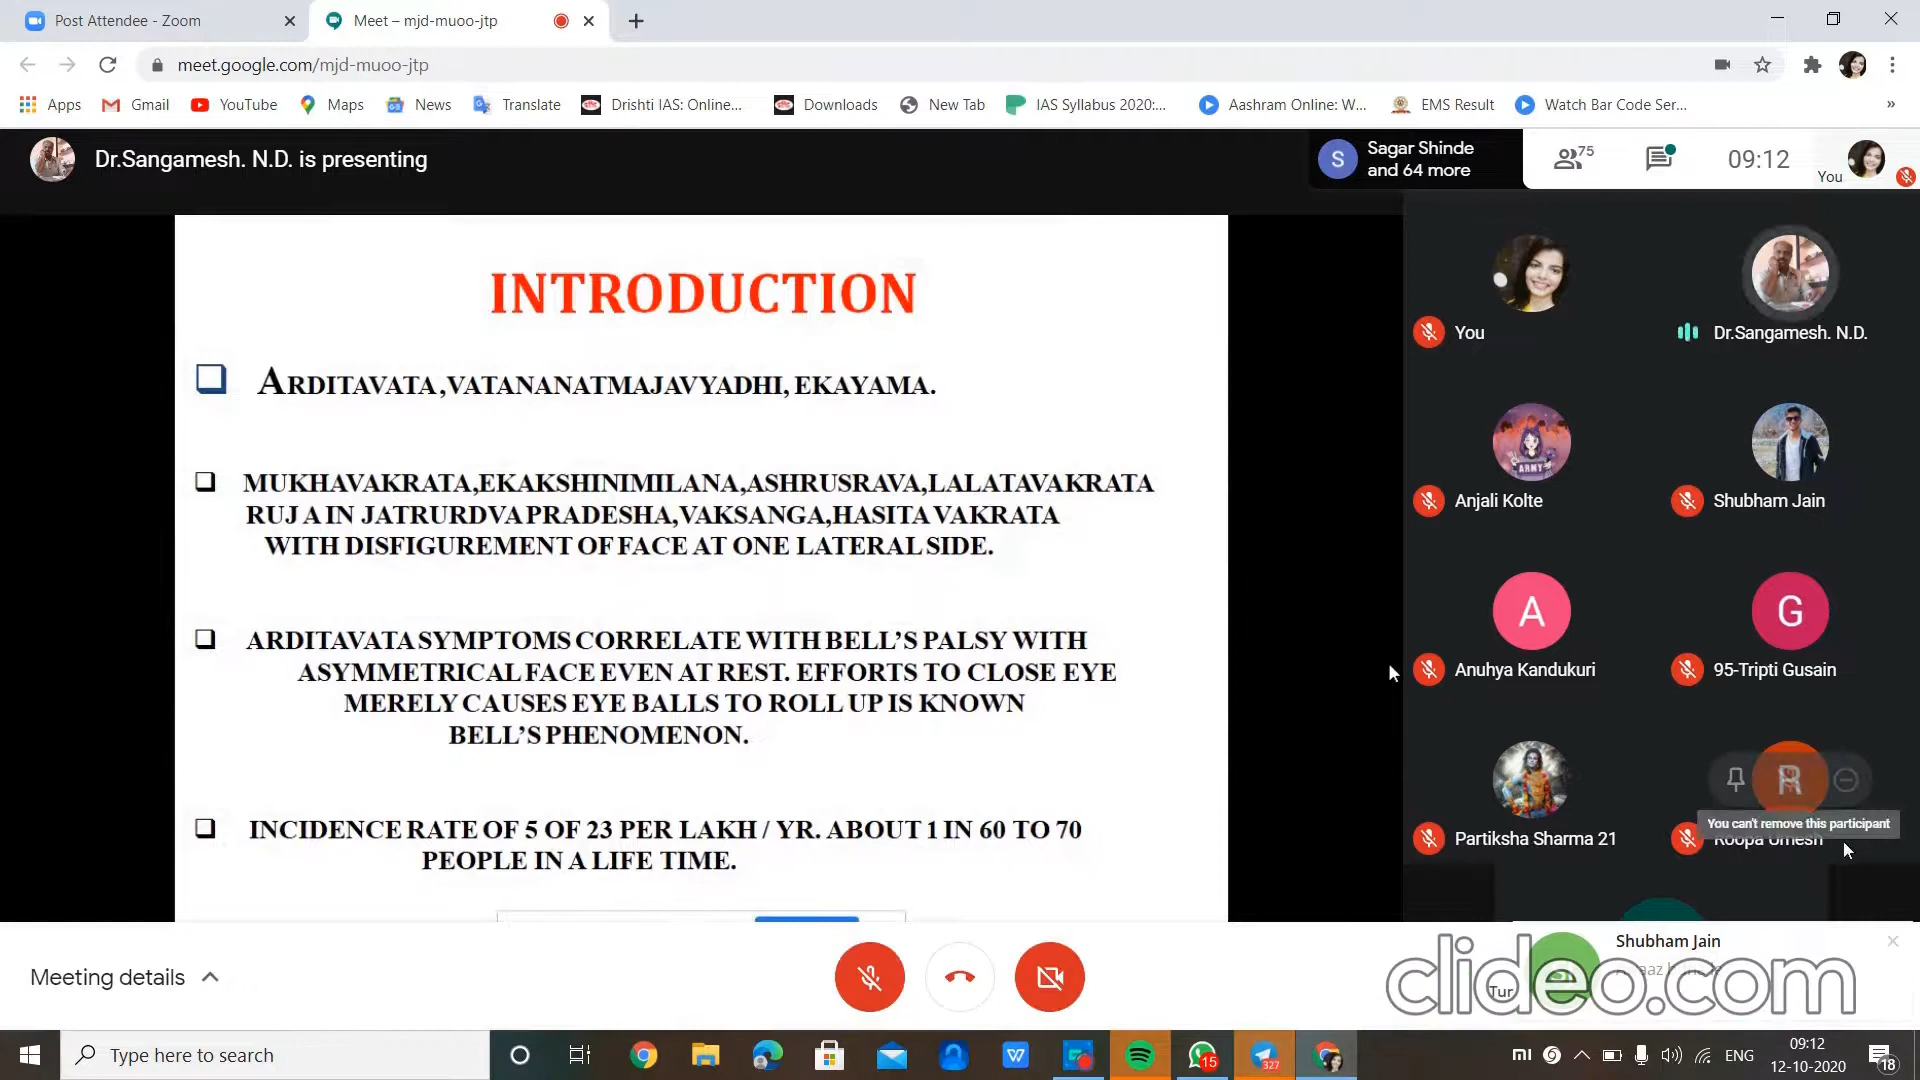 Post Attendee - Zoom
Meet – mjd-muoo-jtp
meet.google.com/mjd-muoo-jtp
Apps
Gmail
YouTube
Maps
News
Translate
Drishti IAS: Online...
Downloads
New Tab
IAS Syllabus 2020:...
Aashram Online: W...
EMS Result
Watch Bar Code Ser...
»
Dr.Sangamesh. N.D. is presenting
S
Sagar Shinde
and 64 more
75
09:12
You
INTRODUCTION
ARDITAVATA,VATANANATMAJAVYADHI, EKAYAMA.
MUKHAVAKRATA,EKAKSHINIMILANA,ASHRUSRAVA,LALATAVAKRATA
RUJ A IN JATRURDVA PRADESHA,VAKSANGA,HASITA VAKRATA
WITH DISFIGUREMENT OF FACE AT ONE LATERAL SIDE.
ARDITAVATA SYMPTOMS CORRELATE WITH BELL'S PALSY WITH
ASYMMETRICAL FACE EVEN AT REST. EFFORTS TO CLOSE EYE
MERELY CAUSES EYE BALLS TO ROLL UP IS KNOWN
BELL'S PHENOMENON.
INCIDENCE RATE OF 5 OF 23 PER LAKH / YR. ABOUT 1 IN 60 TO 70
PEOPLE IN A LIFE TIME.
You
Dr.Sangamesh. N.D.
ARMY
Anjali Kolte
Shubham Jain
A
G
Anuhya Kandukuri
95-Tripti Gusain
R
You can't remove this participant
Partiksha Sharma 21
Roopa Umesh
Meeting details
Shubham Jain
Tur
clideo.com
Type here to search
W
15
327
mi
ENG
09:12
12-10-2020
18